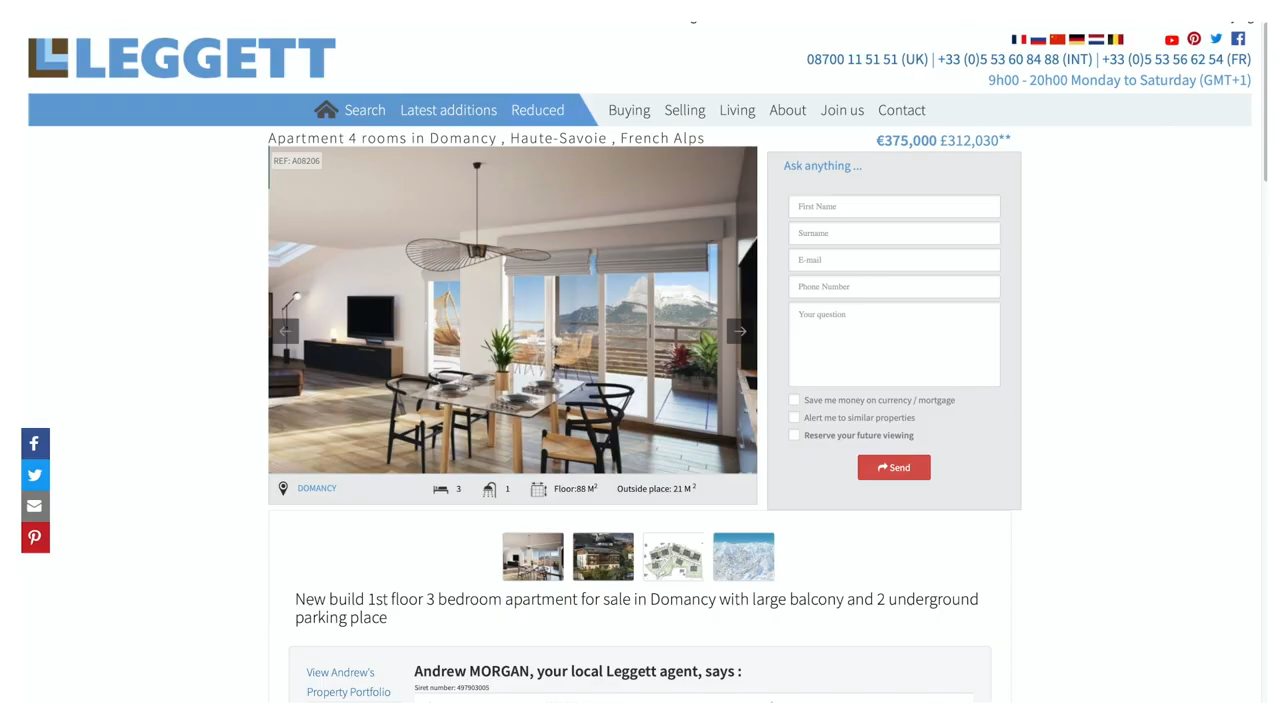 LEGGETT
08700 11 51 51 (UK) | +33 (0)5 53 60 84 88 (INT) | +33 (0)5 53 56 62 54 (FR)
9h00 - 20h00 Monday to Saturday (GMT+1)
Search Latest additions Reduced Buying Selling Living About Join us Contact
Apartment 4 rooms in Domancy , Haute-Savoie , French Alps
€375,000 £312,030**
REF: A08206
Ask anything ...
First Name
Surname
E-mail
Phone Number
Your question
Save me money on currency / mortgage
Alert me to similar properties
Reserve your future viewing
Send
DOMANCY 3 1 Floor:88 M² Outside place: 21 M ²
New build 1st floor 3 bedroom apartment for sale in Domancy with large balcony and 2 underground
parking place
View Andrew's
Property Portfolio
Andrew MORGAN, your local Leggett agent, says :
Siret number: 497903005